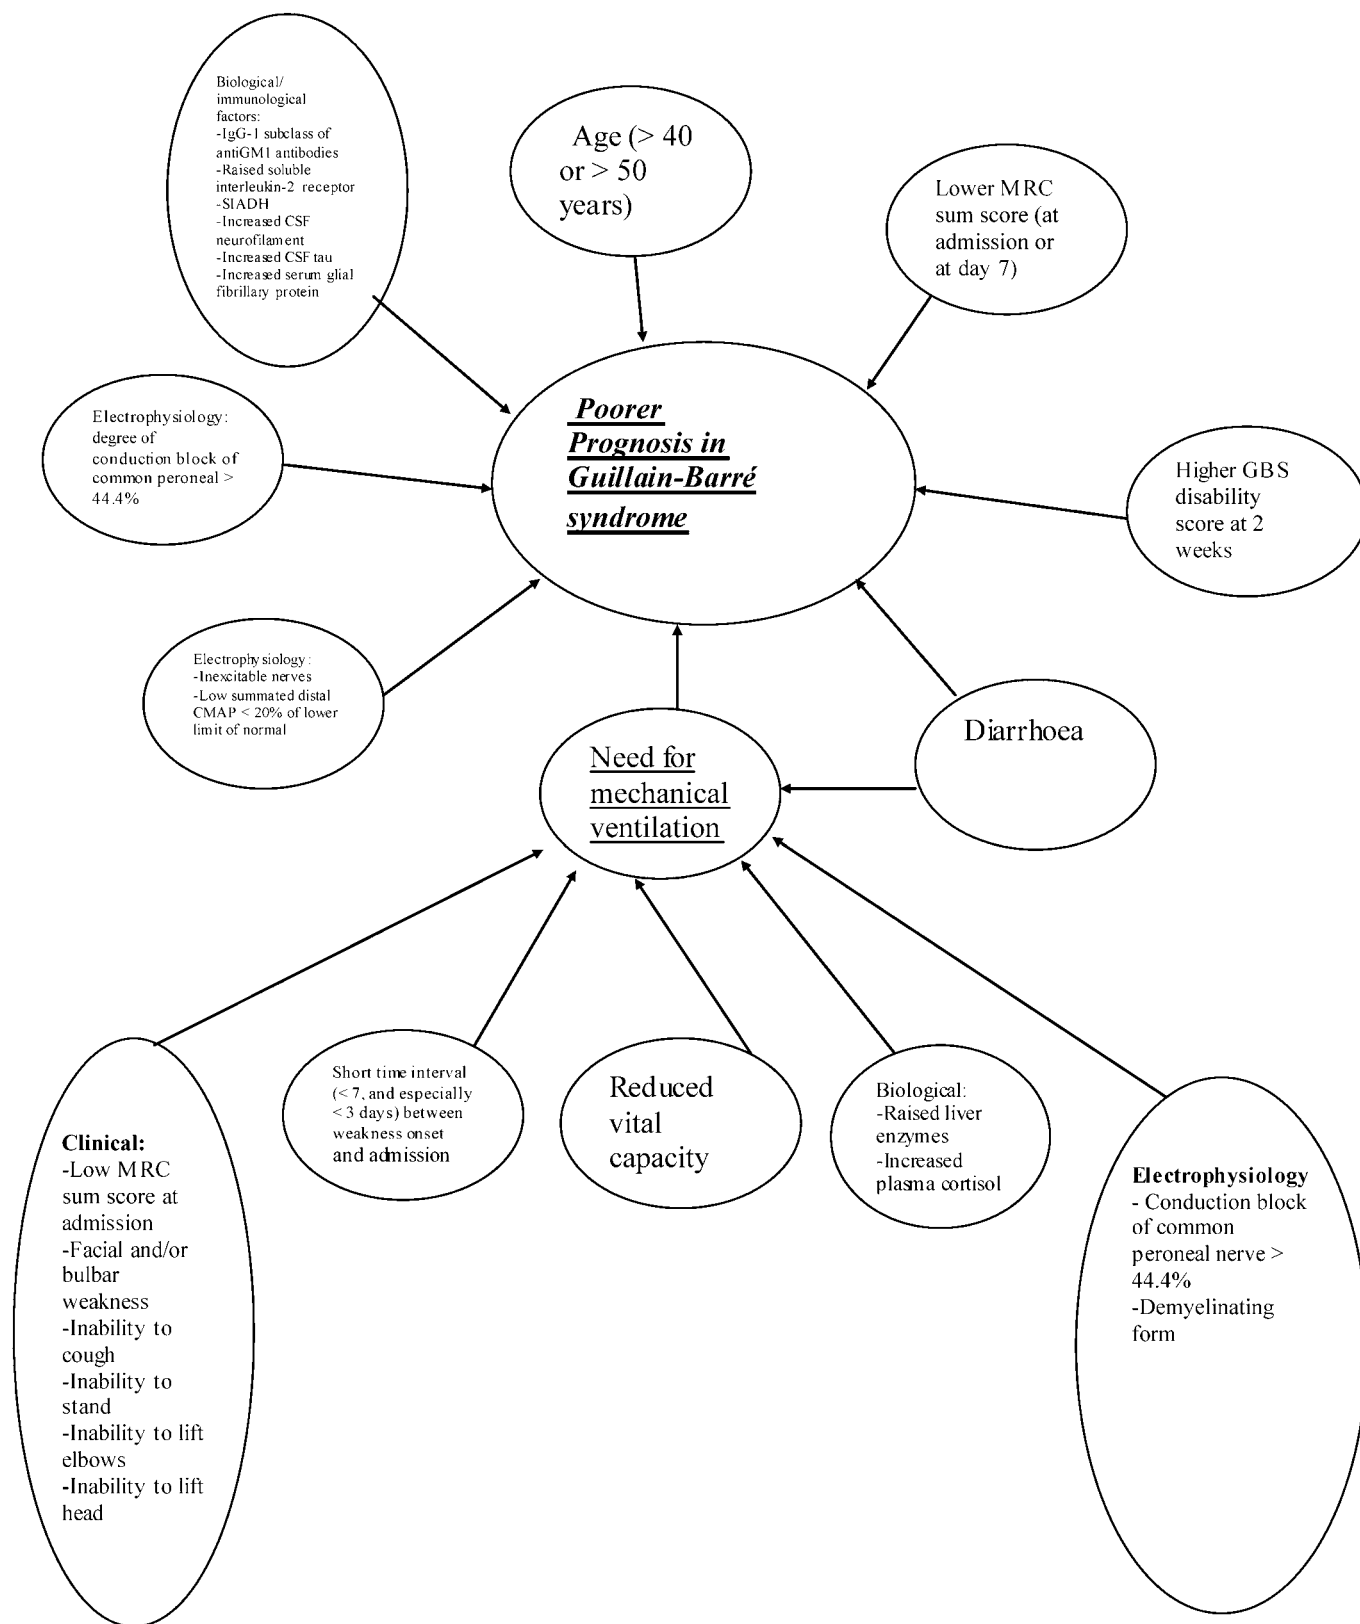 Biological/
immunological
factors:
-IgG-1 subclass of
antiGM1 antibodies
-Raised soluble
interleukin-2 receptor
-SIADH
-Increased CSF
neurofilament
-Increased CSF tau
-Increased serum glial
fibrillary protein
Age (> 40
or > 50
years)
Lower MRC
sum score (at
admission or
at day 7)
Electrophysiology:
degree of
conduction block of
common peroneal >
44.4%
Poorer
Prognosis in
Guillain-Barré
syndrome
Higher GBS
disability
score at 2
weeks
Electrophysiology:
-Inexcitable nerves
-Low summated distal
CMAP < 20% of lower
limit of normal
Need for
mechanical
ventilation
Diarrhoea
Clinical:
-Low MRC
sum score at
admission
-Facial and/or
bulbar
weakness
-Inability to
cough
-Inability to
stand
-Inability to lift
elbows
-Inability to lift
head
Short time interval
(< 7, and especially
< 3 days) between
weakness onset
and admission
Reduced
vital
capacity
Biological:
-Raised liver
enzymes
-Increased
plasma cortisol
Electrophysiology
- Conduction block
of common
peroneal nerve >
44.4%
-Demyelinating
form